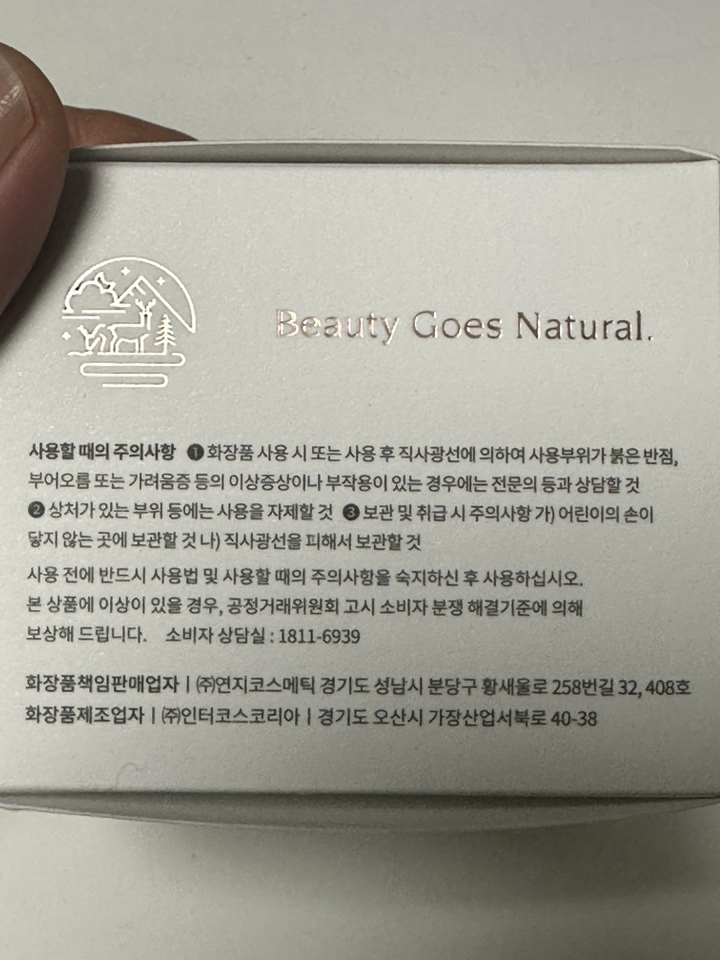 Beauty Goes Natural.
사용할 때의 주의사항 ❶ 화장품 사용 시 또는 사용 후 직사광선에 의하여 사용부위가 붉은 반점,
부어오름 또는 가려움증 등의 이상증상이나 부작용이 있는 경우에는 전문의 등과 상담할 것
❷ 상처가 있는 부위 등에는 사용을 자제할 것 ❸ 보관 및 취급 시 주의사항 가) 어린이의 손이
닿지 않는 곳에 보관할 것 나) 직사광선을 피해서 보관할 것
사용 전에 반드시 사용법 및 사용할 때의 주의사항을 숙지하신 후 사용하십시오.
본 상품에 이상이 있을 경우, 공정거래위원회 고시 소비자 분쟁 해결기준에 의해
보상해 드립니다. 소비자 상담실 : 1811-6939
화장품책임판매업자ㅣ㈜연지코스메틱 경기도 성남시 분당구 황새울로 258번길 32, 408호
화장품제조업자ㅣ㈜인터코스코리아ㅣ경기도 오산시 가장산업서북로 40-38